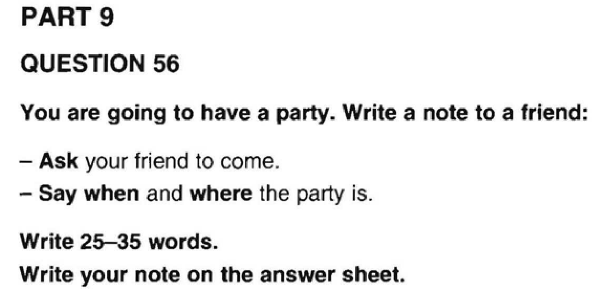 PART 9
QUESTION 56
You are going to have a party. Write a note to a friend:
– Ask your friend to come.
– Say when and where the party is.
Write 25–35 words.
Write your note on the answer sheet.